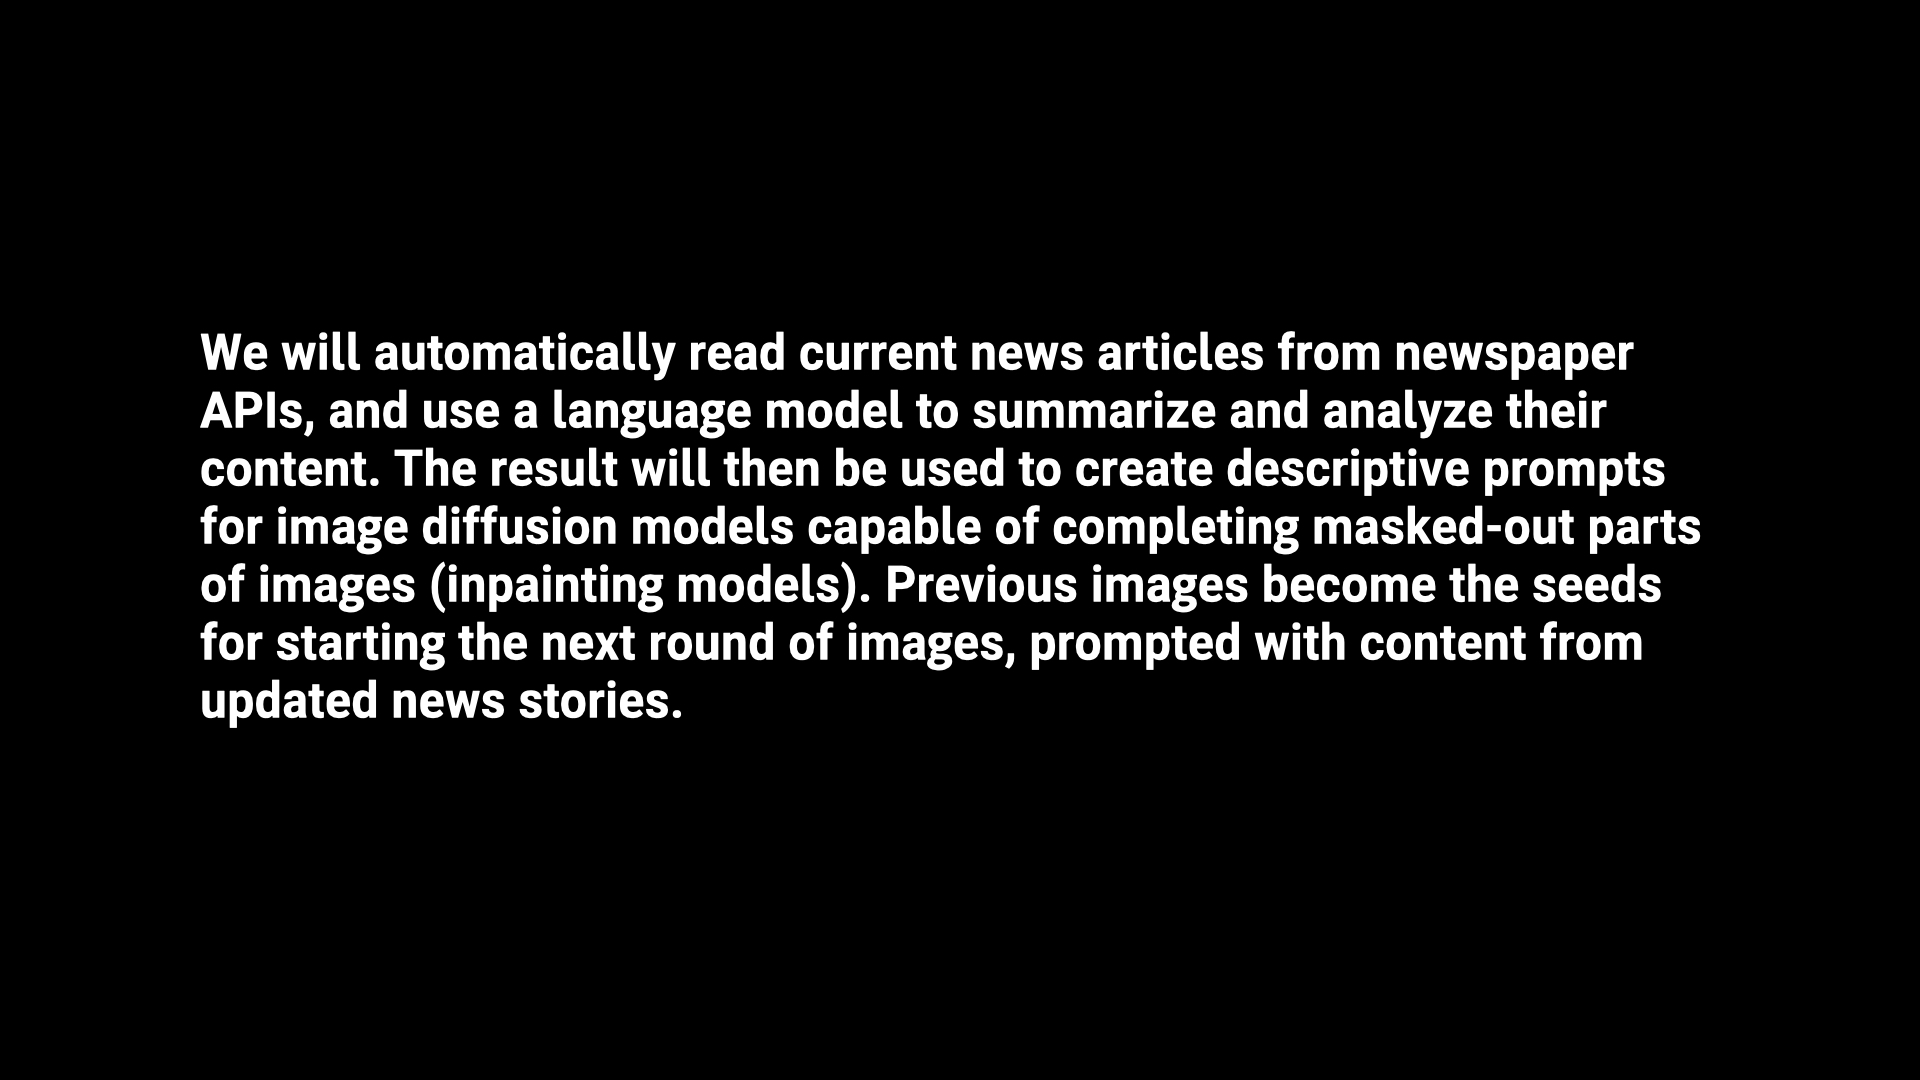 We will automatically read current news articles from newspaper
APIs, and use a language model to summarize and analyze their
content. The result will then be used to create descriptive prompts
for image diffusion models capable of completing masked-out parts
of images (inpainting models). Previous images become the seeds
for starting the next round of images, prompted with content from
updated news stories.